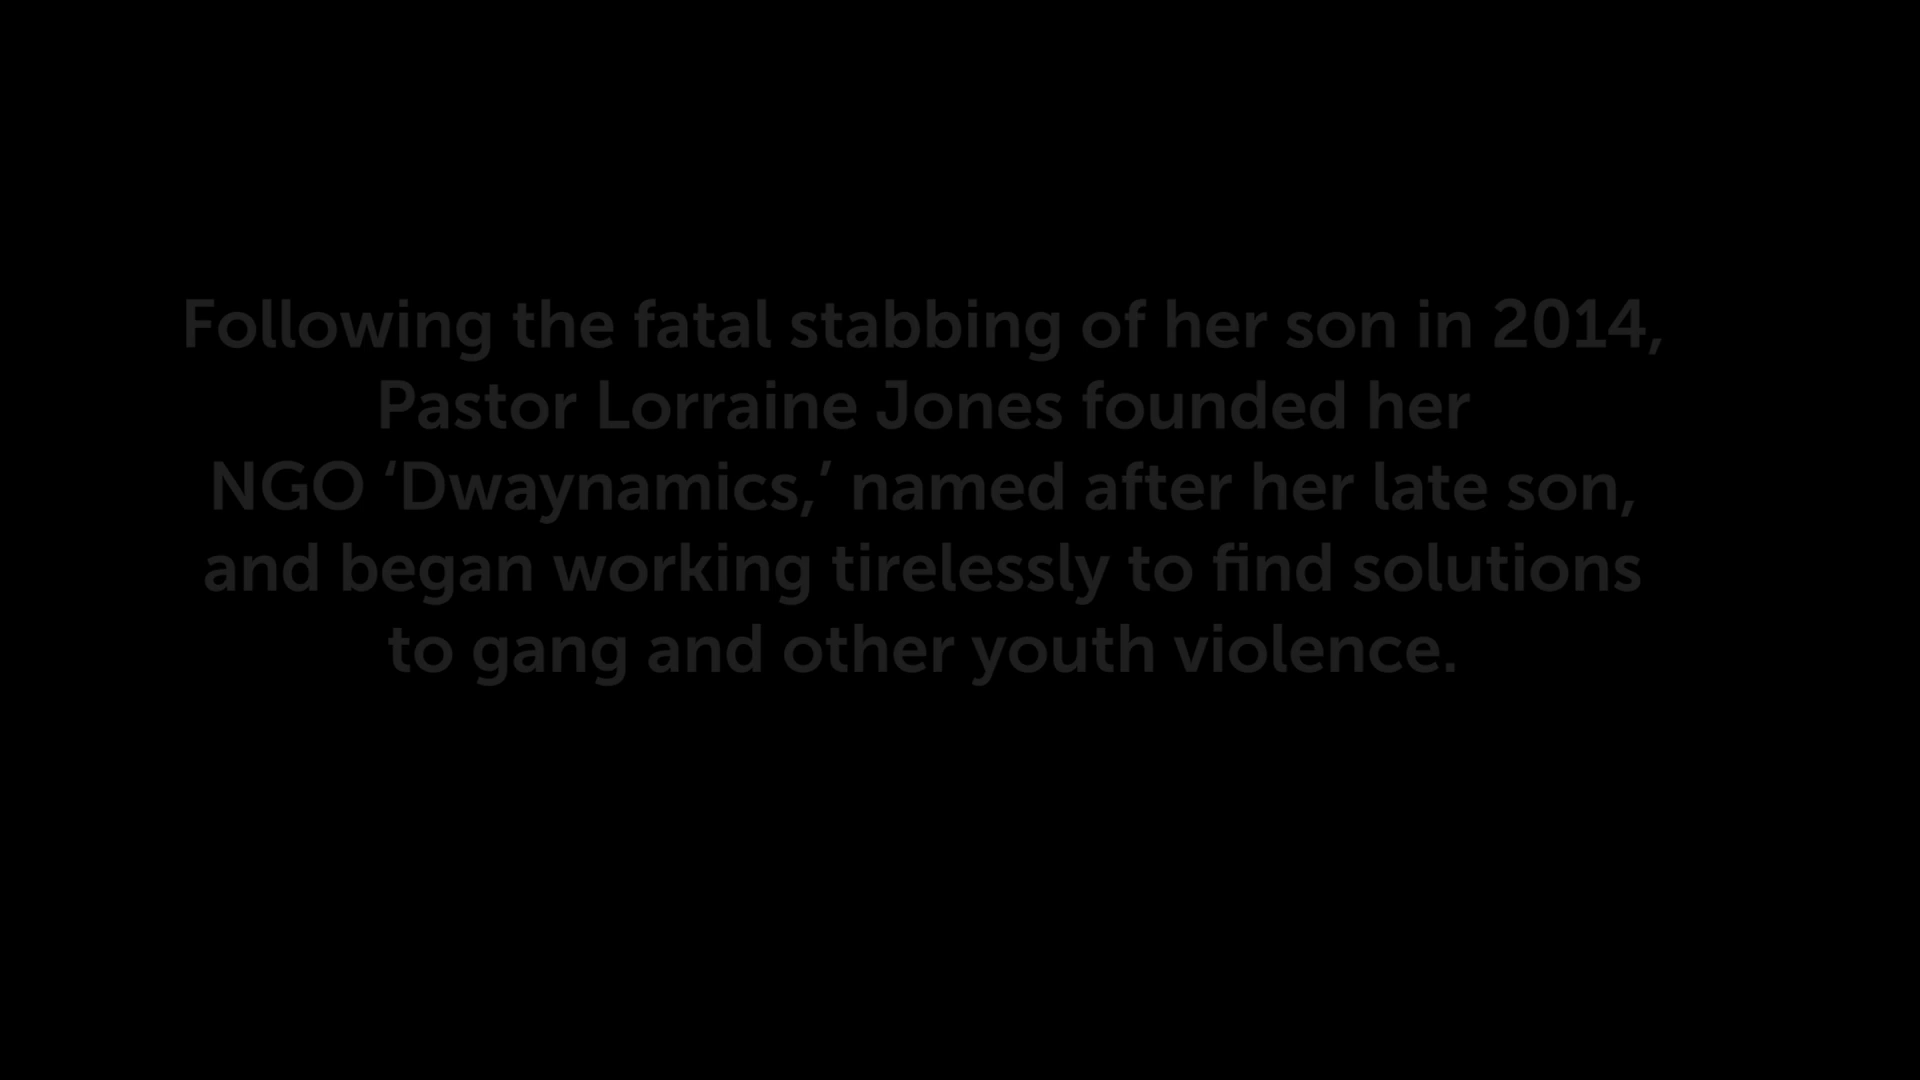 Following the fatal stabbing of her son in 2014,
Pastor Lorraine Jones founded her
NGO ‘Dwaynamics,’ named after her late son,
and began working tirelessly to find solutions
to gang and other youth violence.